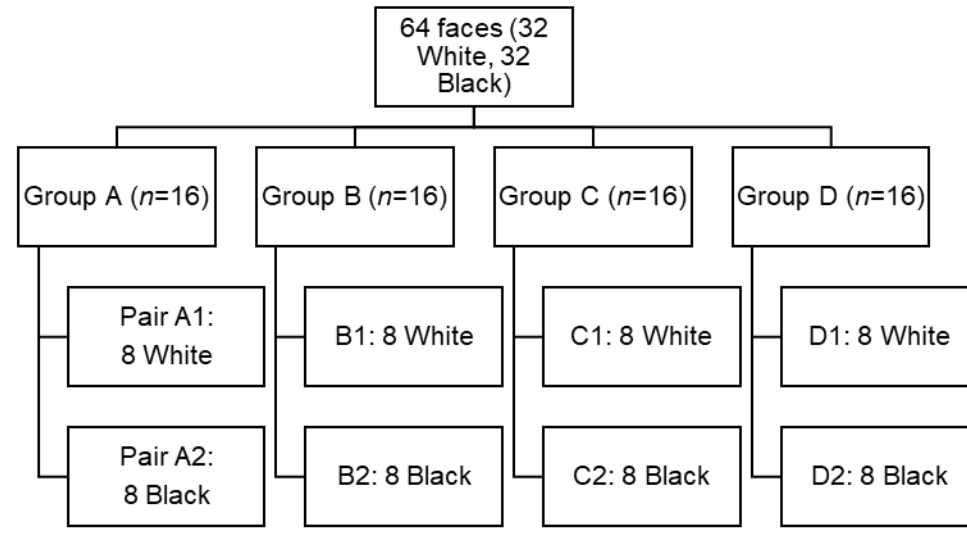 64 faces (32
White, 32
Black)
Group A (n=16)
Group B (n=16)
Group C (n=16)
Group D (n=16)
Pair A1:
8 White
B1: 8 White
C1: 8 White
D1: 8 White
Pair A2:
8 Black
B2: 8 Black
C2: 8 Black
D2: 8 Black